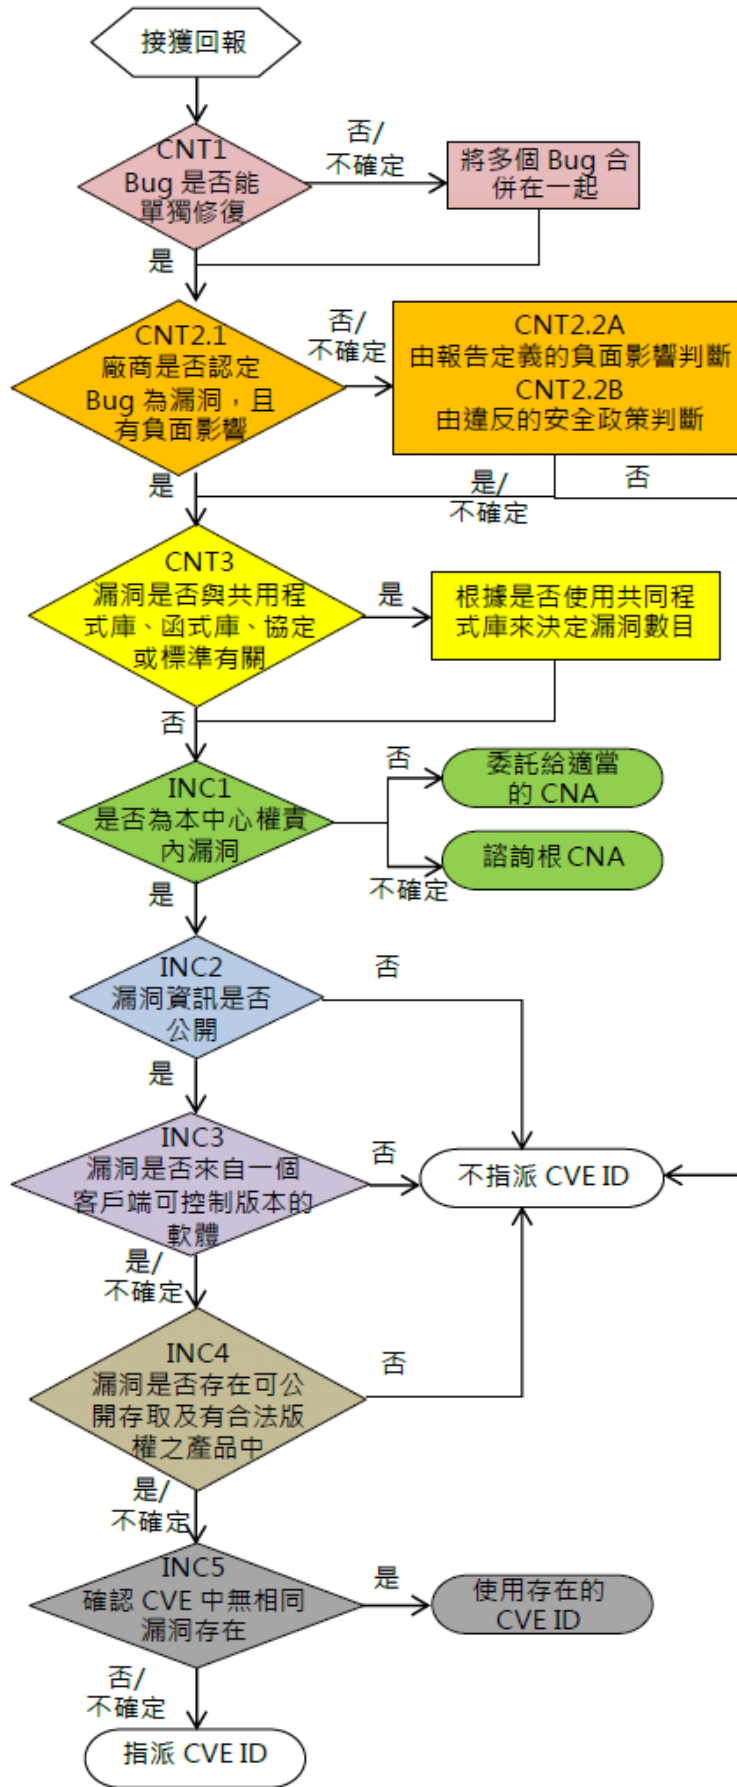 接獲回報
CNT1
Bug 是否能
單獨修復
否/
不確定
將多個 Bug 合
併在一起
是
CNT2.1
廠商是否認定
Bug 為漏洞，且
有負面影響
否/
不確定
CNT2.2A
由報告定義的負面影響判斷
CNT2.2B
由違反的安全政策判斷
是
是/
不確定
否
CNT3
漏洞是否與共用程
式庫、函式庫、協定
或標準有關
是
根據是否使用共同程
式庫來決定漏洞數目
否
INC1
是否為本中心權責
內漏洞
否
委託給適當
的 CNA
不確定
諮詢根 CNA
是
INC2
漏洞資訊是否
公開
否
是
INC3
漏洞是否來自一個
客戶端可控制版本的
軟體
否
不指派 CVE ID
是/
不確定
INC4
漏洞是否存在可公
開存取及有合法版
權之產品中
否
是/
不確定
INC5
確認 CVE 中無相同
漏洞存在
是
使用存在的
CVE ID
否/
不確定
指派 CVE ID